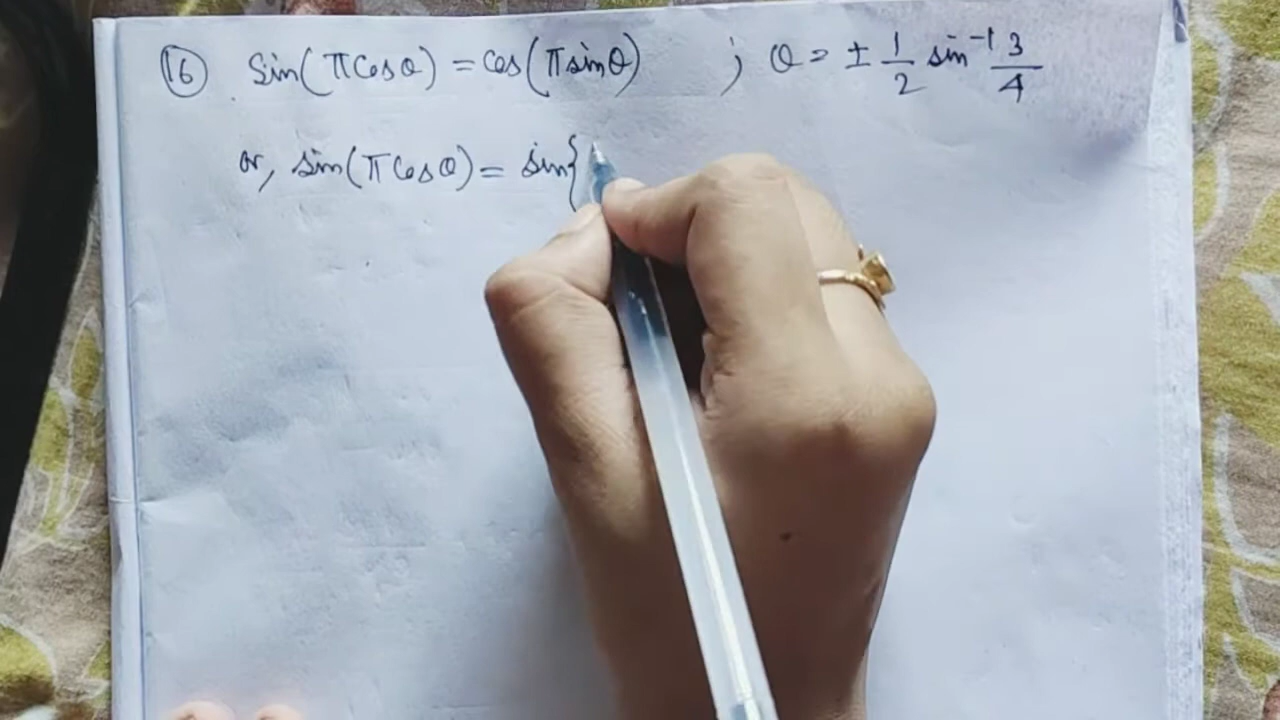 16 Sin(πCosθ) = cos(πsinθ) ; θ = ± 1/2 sin⁻¹ 3/4
or, sin(πCosθ) = sin{